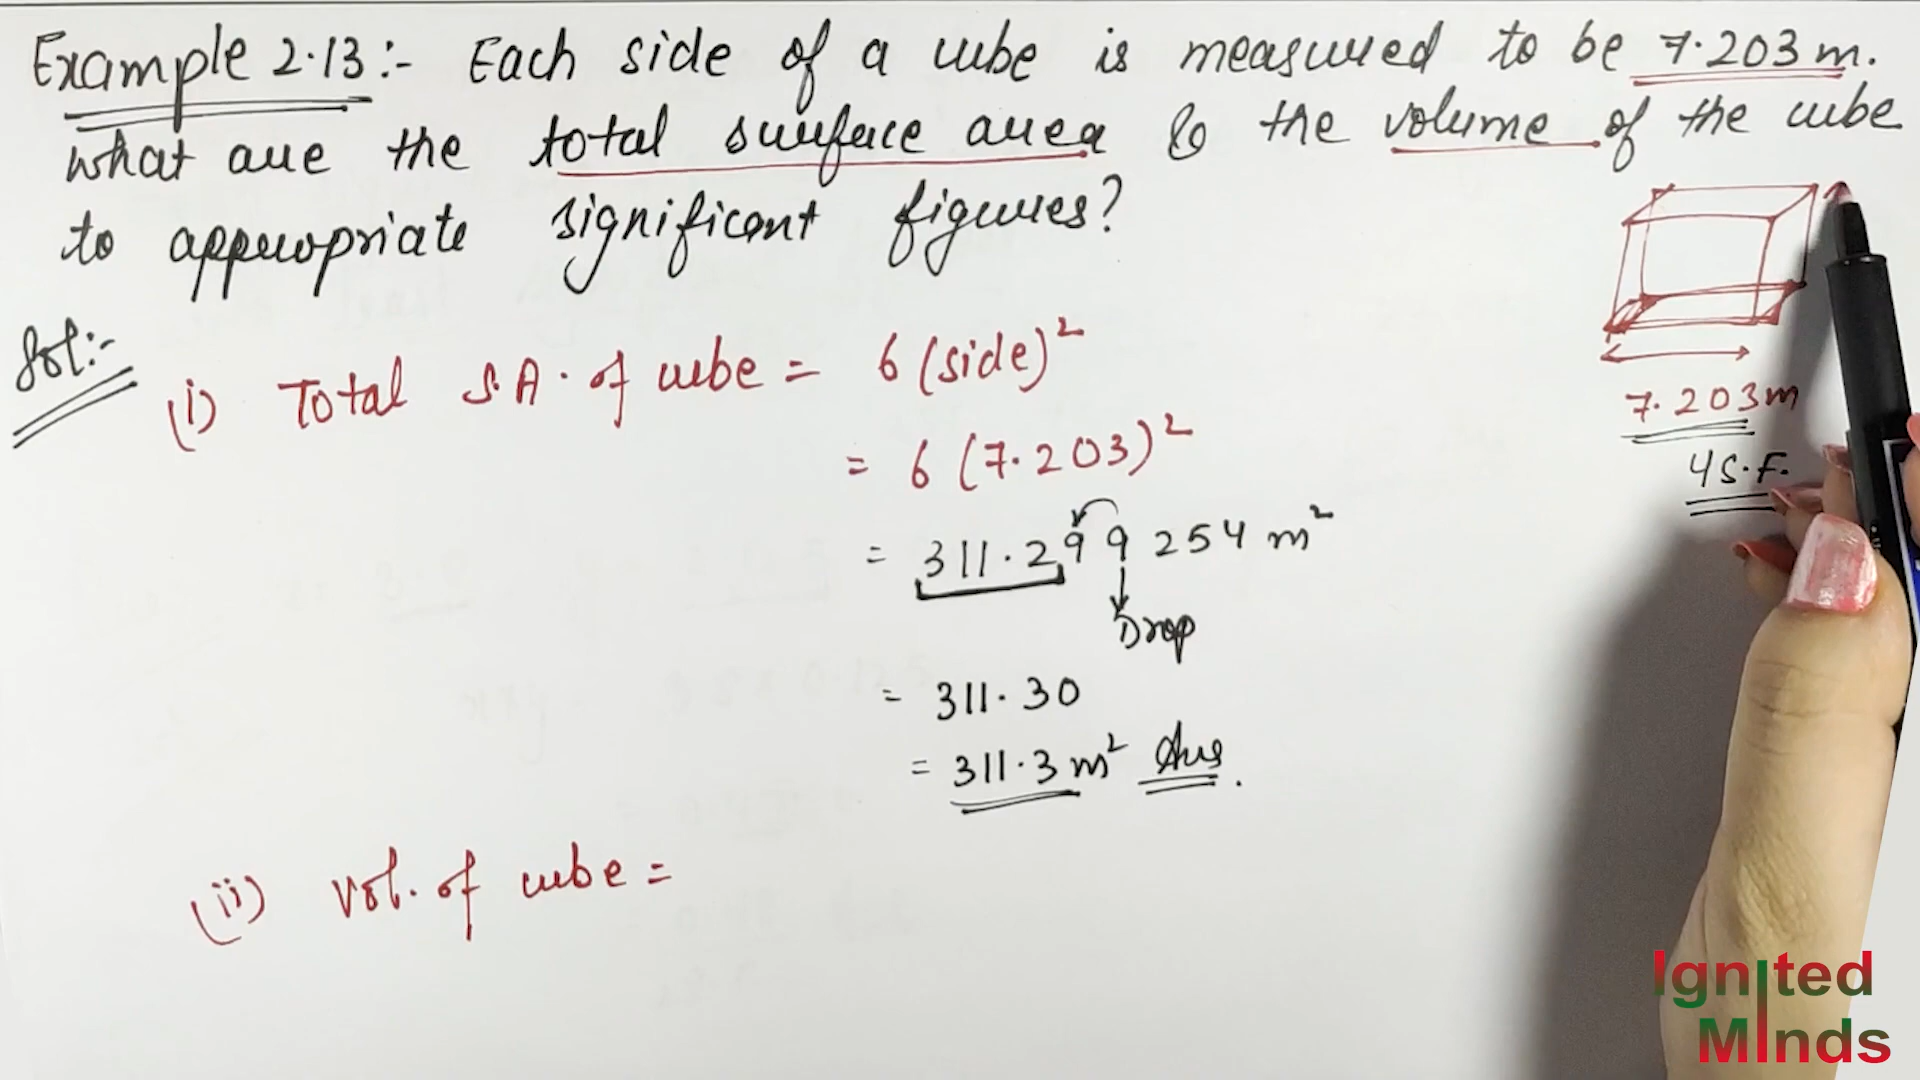 Example 2.13:- Each side of a cube is measured to be 7.203 m.
what are the total surface area & the volume of the cube
to appropriate significant figures?
Sol:-
(i) Total S.A. of cube = 6 (side)²
= 6 (7.203)²
= 311.299254 m²
Drop
= 311.30
= 311.3 m² Ans.
(ii) Vol. of cube =
7.203m
4 S.F.
Ignited
Minds